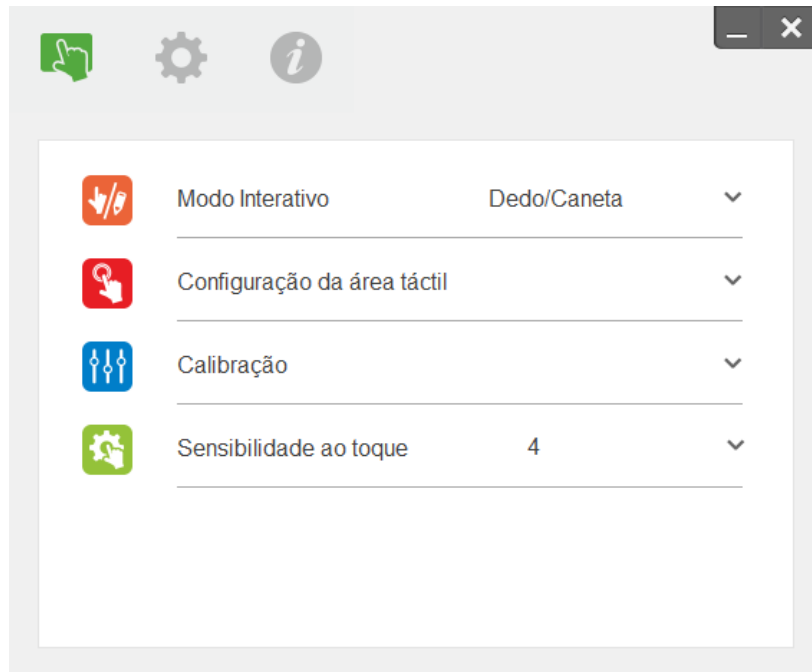 Modo Interativo Dedo/Caneta
Configuração da área táctil
Calibração
Sensibilidade ao toque 4